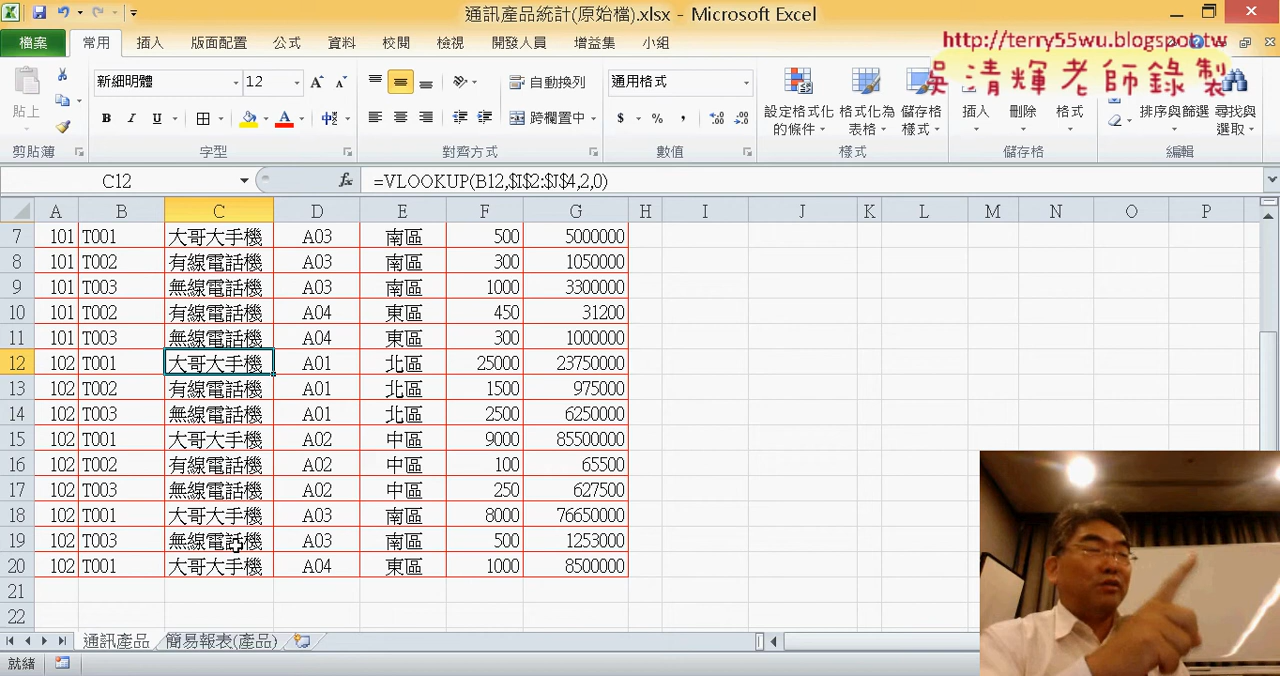 通訊產品統計(原始檔).xlsx - Microsoft Excel
檔案 常用 插入 版面配置 公式 資料 校閱 檢視 開發人員 增益集 小組
http://terry55wu.blogspot.tw
吳清輝老師錄製
新細明體 12 自動換列 通用格式
貼上 B I U 跨欄置中 $ % , 設定格式化的條件 格式化為表格 儲存格樣式 插入 刪除 格式 排序與篩選 尋找與選取
剪貼簿 字型 對齊方式 數值 樣式 儲存格 編輯
C12 fx =VLOOKUP(B12,$I$2:$J$4,2,0)
A B C D E F G H I J K L M N O P
7 101 T001 大哥大手機 A03 南區 500 5000000
8 101 T002 有線電話機 A03 南區 300 1050000
9 101 T003 無線電話機 A03 南區 1000 3300000
10 101 T002 有線電話機 A04 東區 450 31200
11 101 T003 無線電話機 A04 東區 300 1000000
12 102 T001 大哥大手機 A01 北區 25000 23750000
13 102 T002 有線電話機 A01 北區 1500 975000
14 102 T003 無線電話機 A01 北區 2500 6250000
15 102 T001 大哥大手機 A02 中區 9000 85500000
16 102 T002 有線電話機 A02 中區 100 65500
17 102 T003 無線電話機 A02 中區 250 627500
18 102 T001 大哥大手機 A03 南區 8000 76650000
19 102 T003 無線電話機 A03 南區 500 1253000
20 102 T001 大哥大手機 A04 東區 1000 8500000
21
22
通訊產品 簡易報表(產品)
就緒